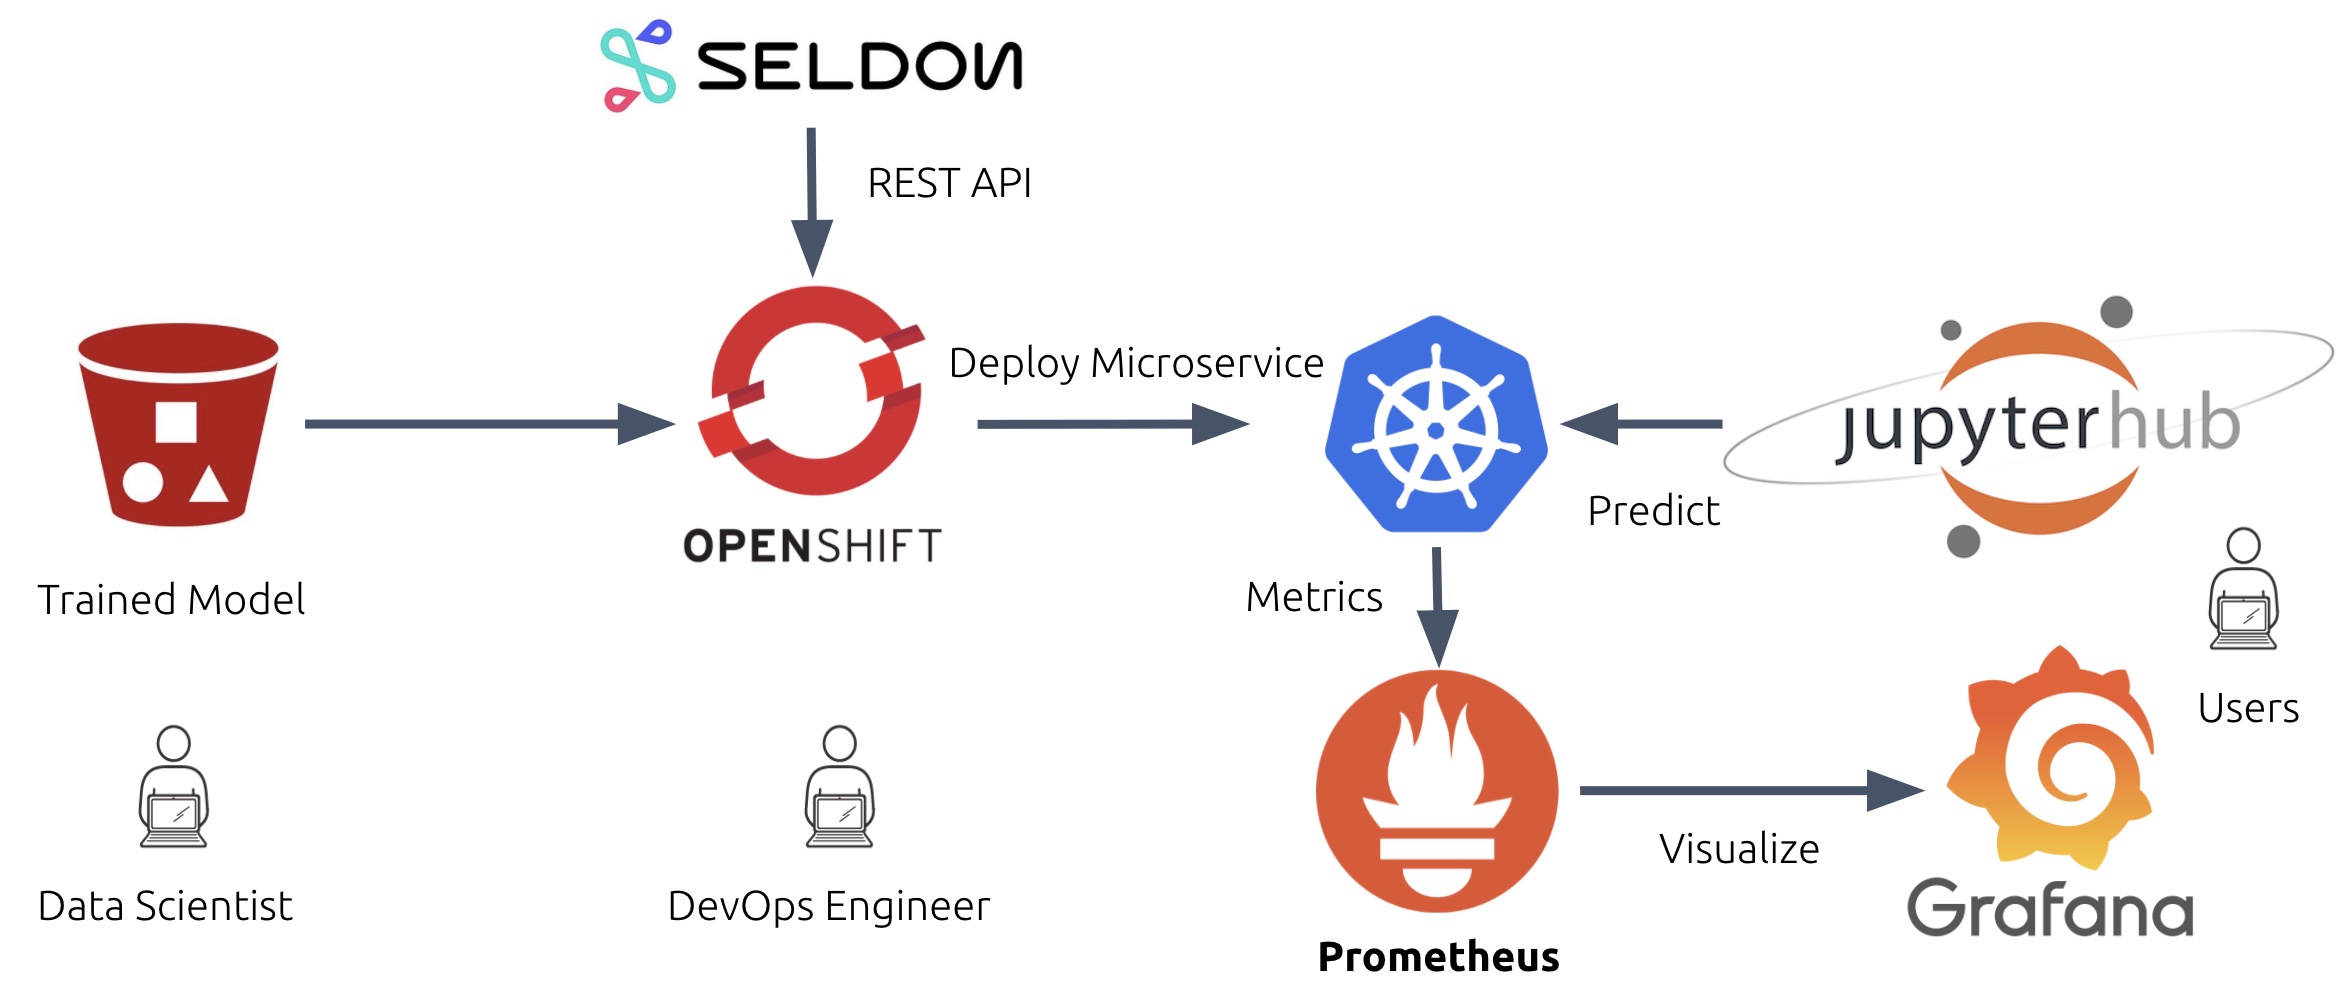 SELDON
REST API
Deploy Microservice
jupyterhub
Predict
OPENSHIFT
Trained Model
Metrics
Users
Visualize
Data Scientist
DevOps Engineer
Grafana
Prometheus